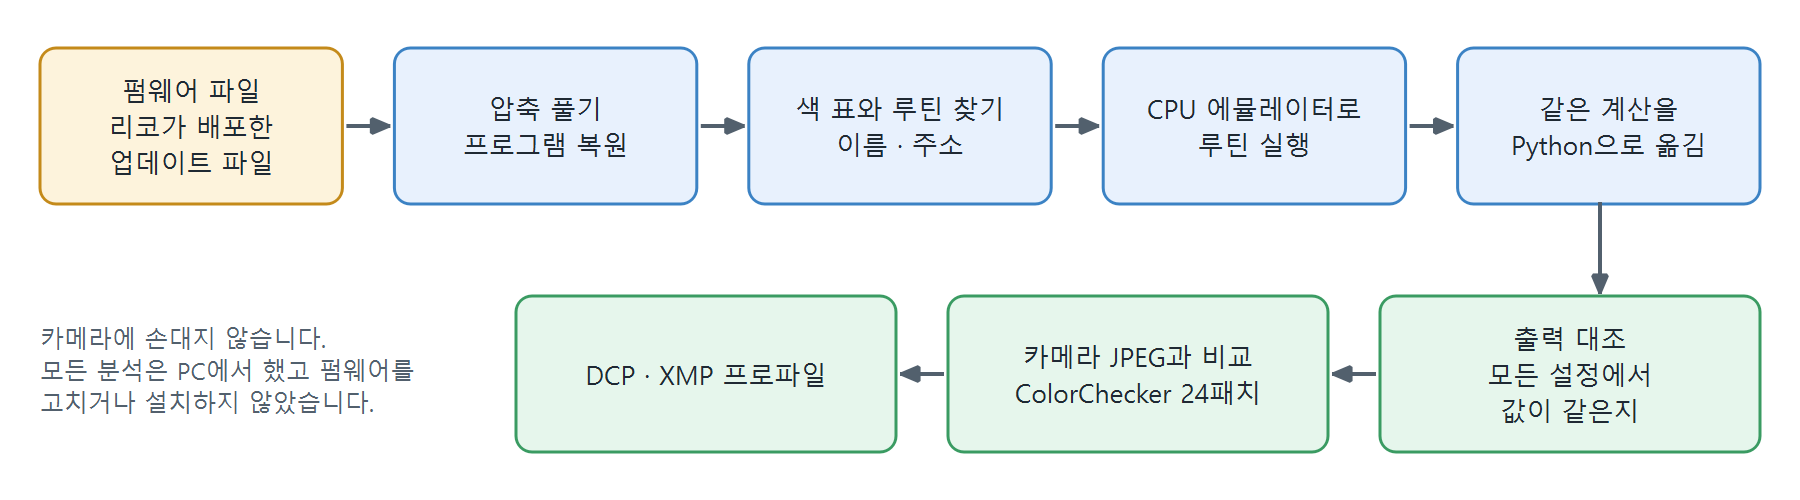 펌웨어 파일
리코가 배포한
업데이트 파일
압축 풀기
프로그램 복원
색 표와 루틴 찾기
이름 · 주소
CPU 에뮬레이터로
루틴 실행
같은 계산을
Python으로 옮김
출력 대조
모든 설정에서
값이 같은지
카메라 JPEG과 비교
ColorChecker 24패치
DCP · XMP 프로파일
카메라에 손대지 않습니다.
모든 분석은 PC에서 했고 펌웨어를
고치거나 설치하지 않았습니다.